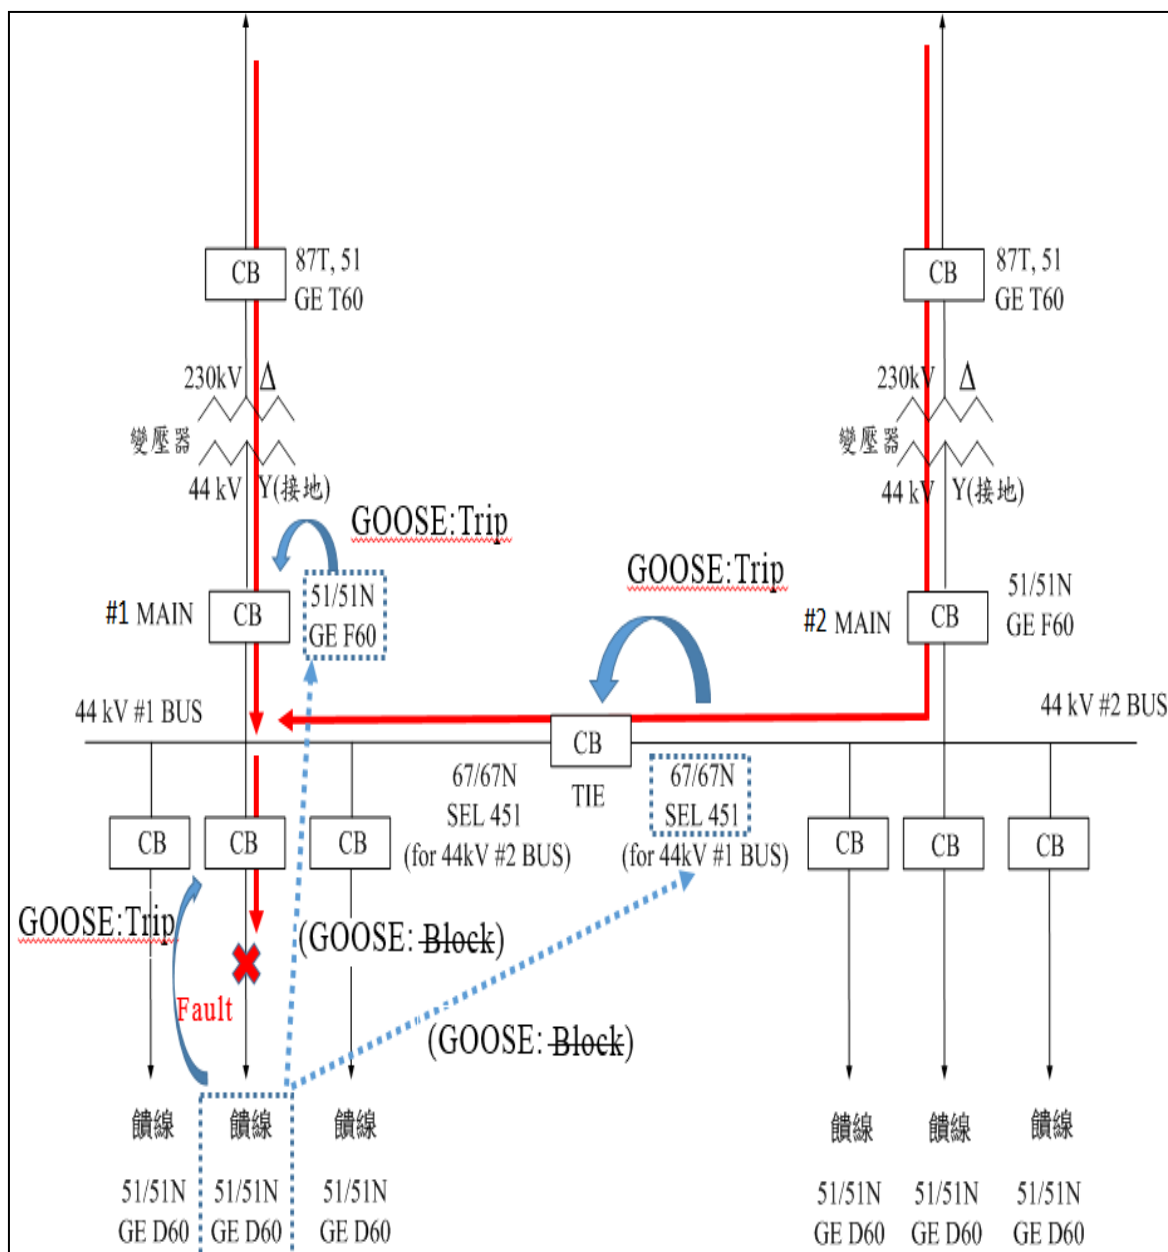 CB
87T, 51
GE T60
CB
87T, 51
GE T60
230kV Δ
變壓器
44 kV Y(接地)
230kV Δ
變壓器
44 kV Y(接地)
GOOSE:Trip
GOOSE:Trip
#1 MAIN
CB
51/51N
GE F60
#2 MAIN
CB
51/51N
GE F60
44 kV #1 BUS
44 kV #2 BUS
CB
TIE
67/67N
SEL 451
(for 44kV #2 BUS)
67/67N
SEL 451
(for 44kV #1 BUS)
CB
CB
CB
CB
CB
CB
GOOSE:Trip
(GOOSE: Block)
Fault
(GOOSE: Block)
饋線
饋線
饋線
饋線
饋線
饋線
51/51N
GE D60
51/51N
GE D60
51/51N
GE D60
51/51N
GE D60
51/51N
GE D60
51/51N
GE D60